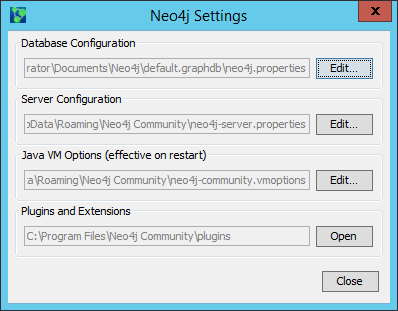 Neo4j Settings
Database Configuration
rator\Documents\Neo4j\default.graphdb\neo4j.properties
Edit...
Server Configuration
Data\Roaming\Neo4j Community\neo4j-server.properties
Edit...
Java VM Options (effective on restart)
a\Roaming\Neo4j Community\neo4j-community.vmoptions
Edit...
Plugins and Extensions
C:\Program Files\Neo4j Community\plugins
Open
Close